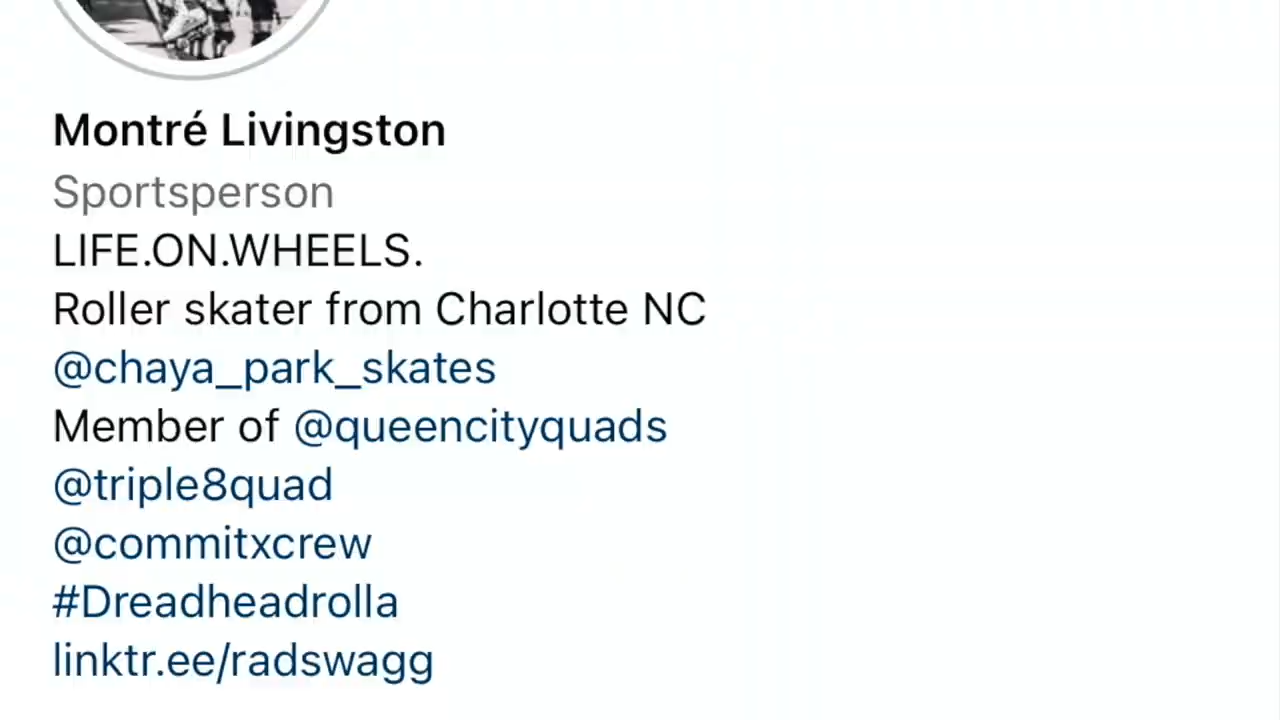 Montré Livingston
Sportsperson
LIFE.ON.WHEELS.
Roller skater from Charlotte NC
@chaya_park_skates
Member of @queencityquads
@triple8quad
@commitxcrew
#Dreadheadrolla
linktr.ee/radswagg